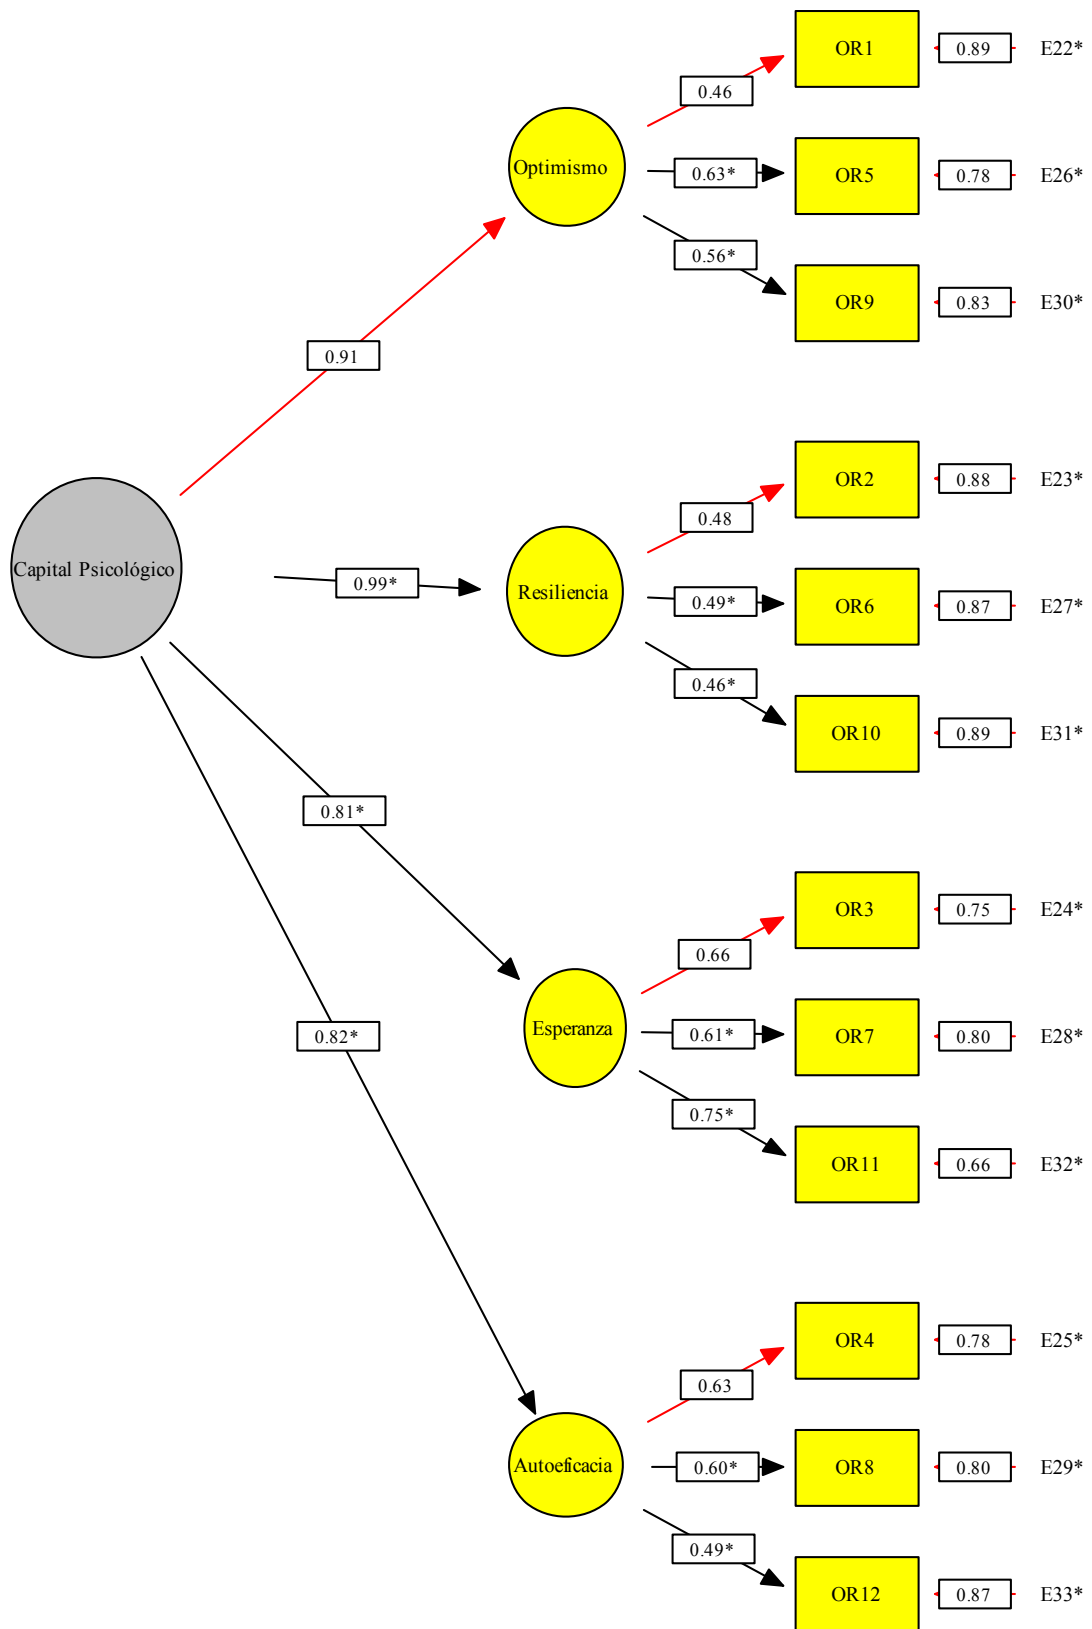 OR1
0.89
E22*
0.46
Optimismo
0.63*
OR5
0.78
E26*
0.56*
OR9
0.83
E30*
0.91
OR2
0.88
E23*
0.48
Capital Psicológico
0.99*
Resiliencia
0.49*
OR6
0.87
E27*
0.46*
OR10
0.89
E31*
0.81*
OR3
0.75
E24*
0.66
0.82*
Esperanza
0.61*
OR7
0.80
E28*
0.75*
OR11
0.66
E32*
OR4
0.78
E25*
0.63
Autoeficacia
0.60*
OR8
0.80
E29*
0.49*
OR12
0.87
E33*